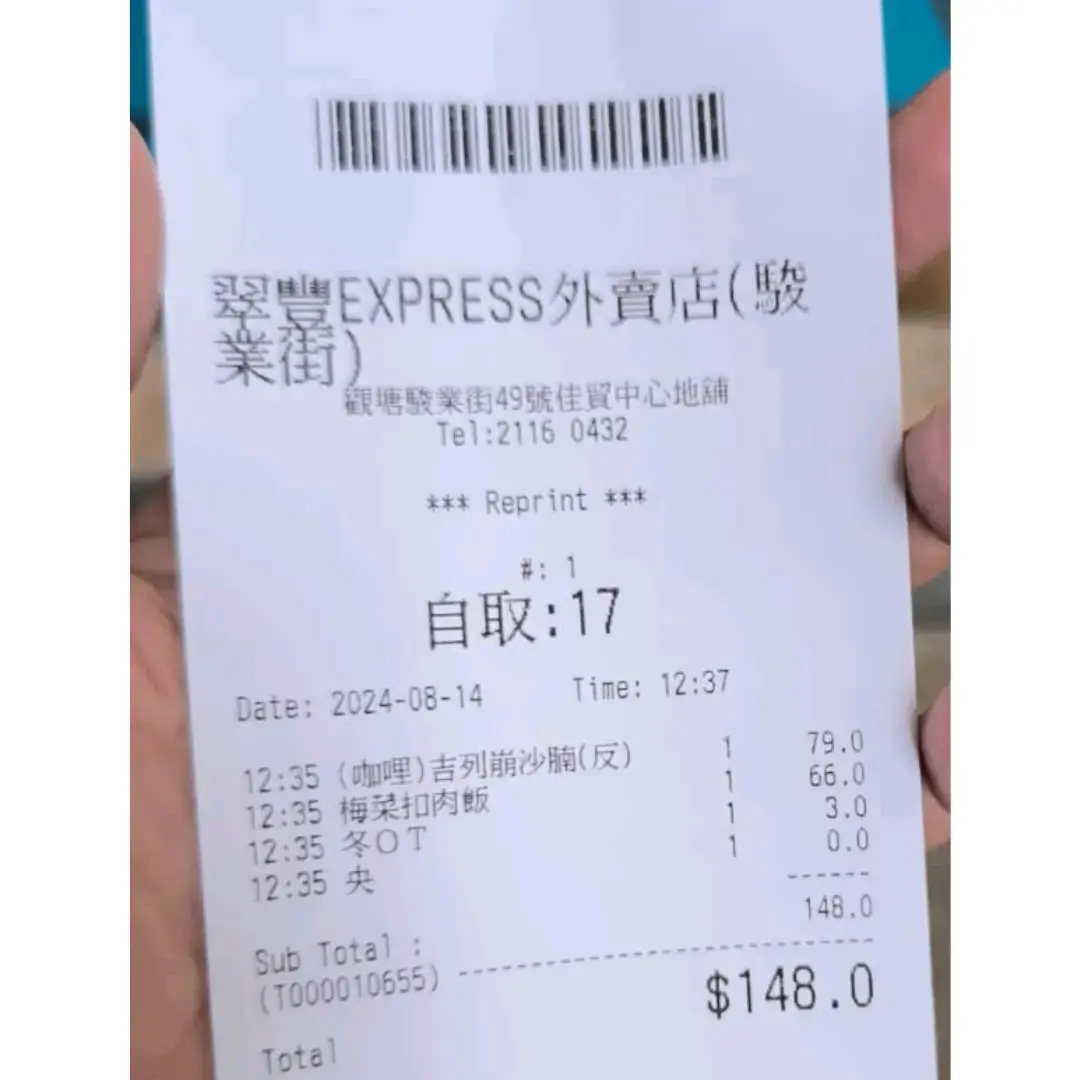 翠豐EXPRESS外賣店(駿
業街)
觀塘駿業街49號佳貿中心地舖
Tel:2116 0432
*** Reprint ***
#: 1
自取:17
Date: 2024-08-14 Time: 12:37
12:35 (咖哩)吉列崩沙腩(反) 1 79.0
12:35 梅菜扣肉飯 1 66.0
12:35 冬OT 1 3.0
12:35 央 1 0.0
Sub Total : 148.0
(T000010655)
Total $148.0